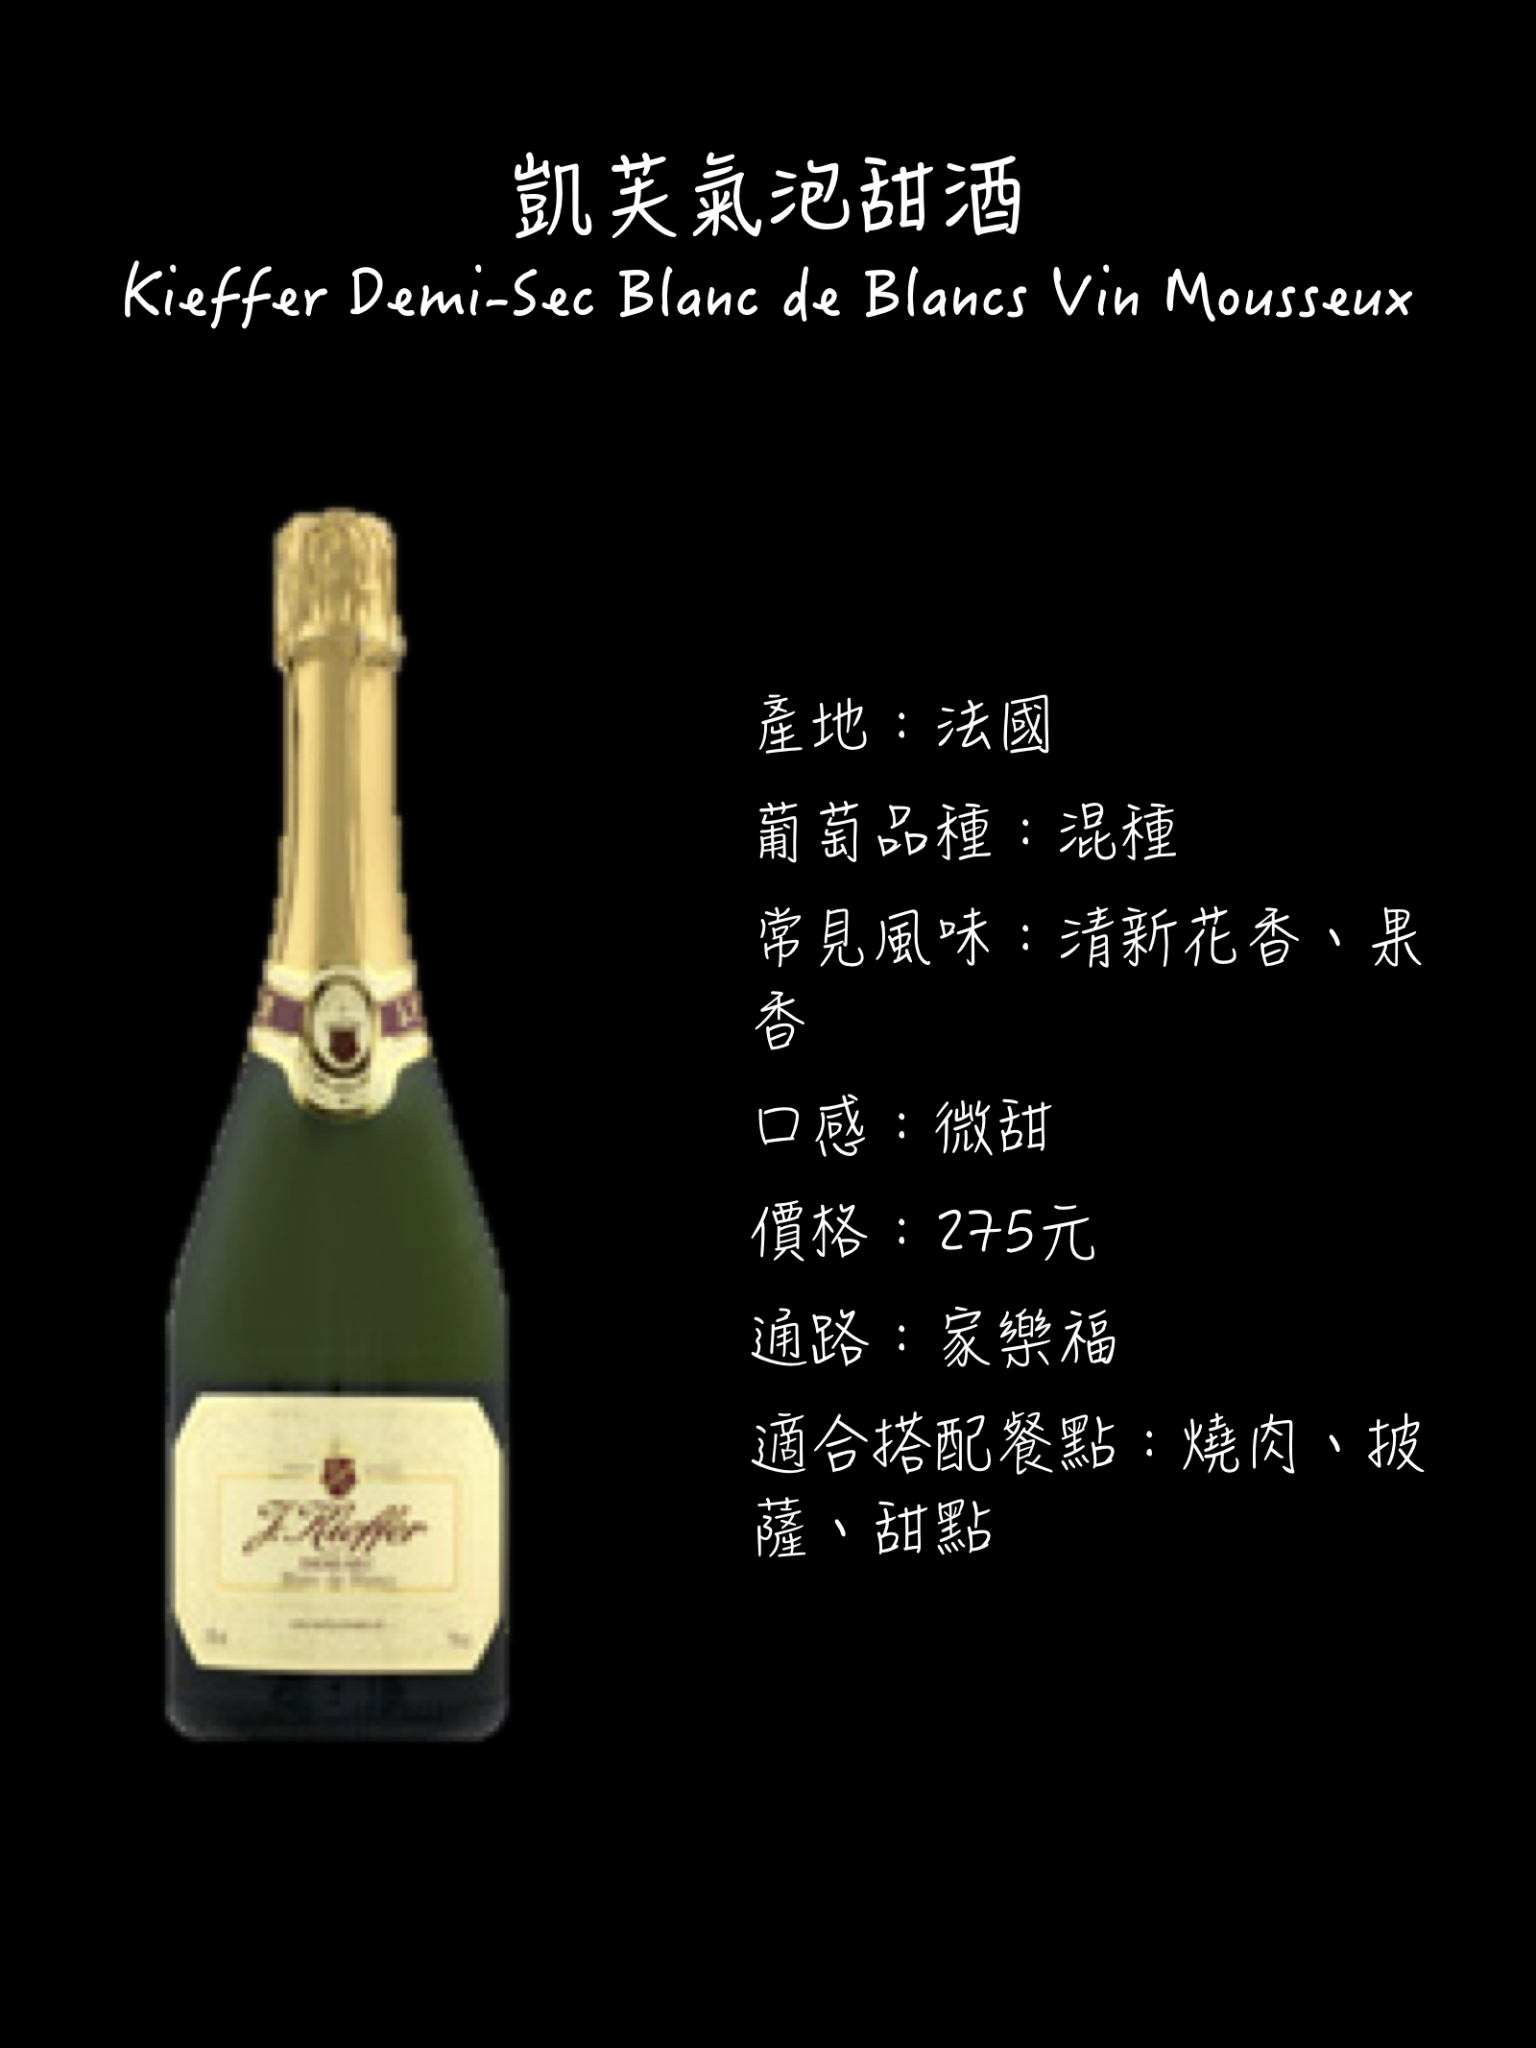 凱芙氣泡甜酒
Kieffer Demi-Sec Blanc de Blancs Vin Mousseux
產地：法國
葡萄品種：混種
常見風味：清新花香、果
香
口感：微甜
價格：275元
通路：家樂福
適合搭配餐點：燒肉、披
薩、甜點
J.Kieffer